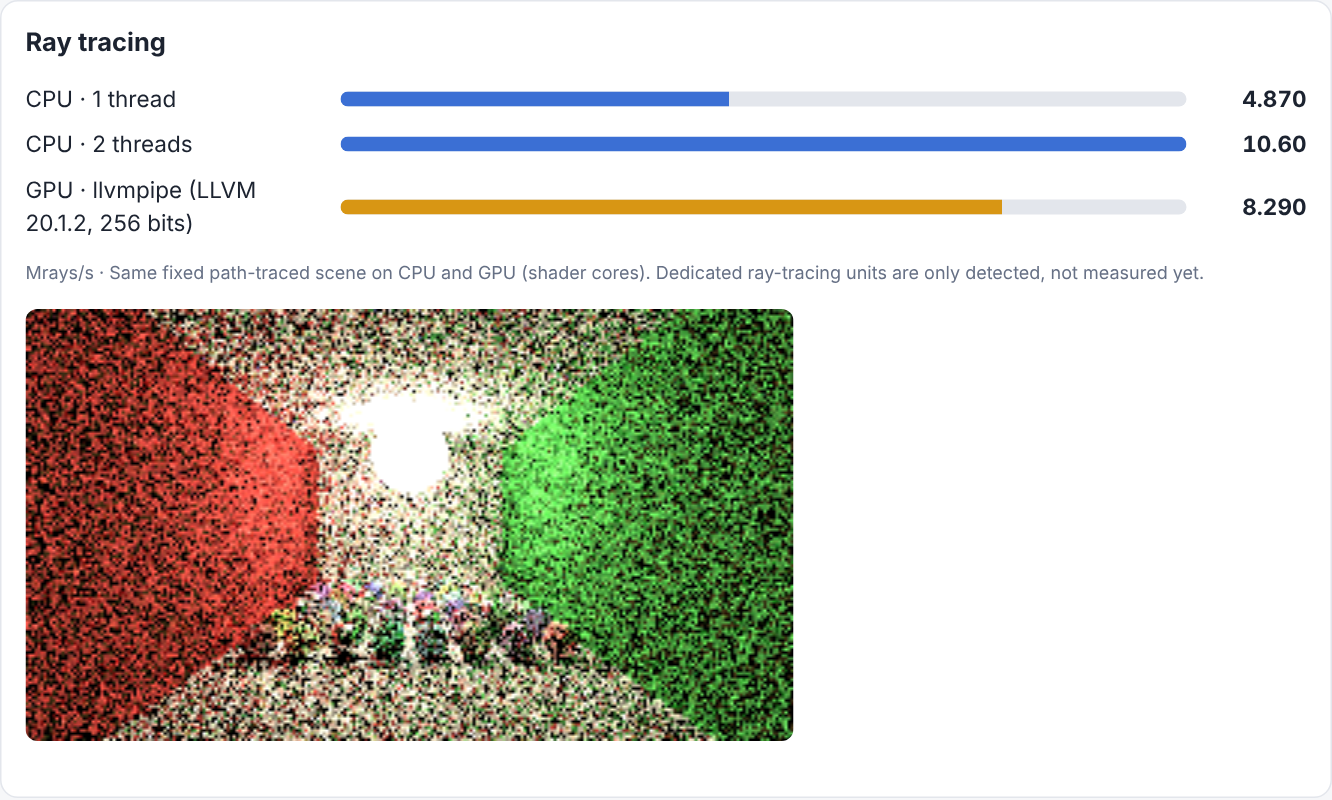 Ray tracing
CPU · 1 thread
4.870
CPU · 2 threads
10.60
GPU · llvmpipe (LLVM
20.1.2, 256 bits)
8.290
Mrays/s · Same fixed path-traced scene on CPU and GPU (shader cores). Dedicated ray-tracing units are only detected, not measured yet.